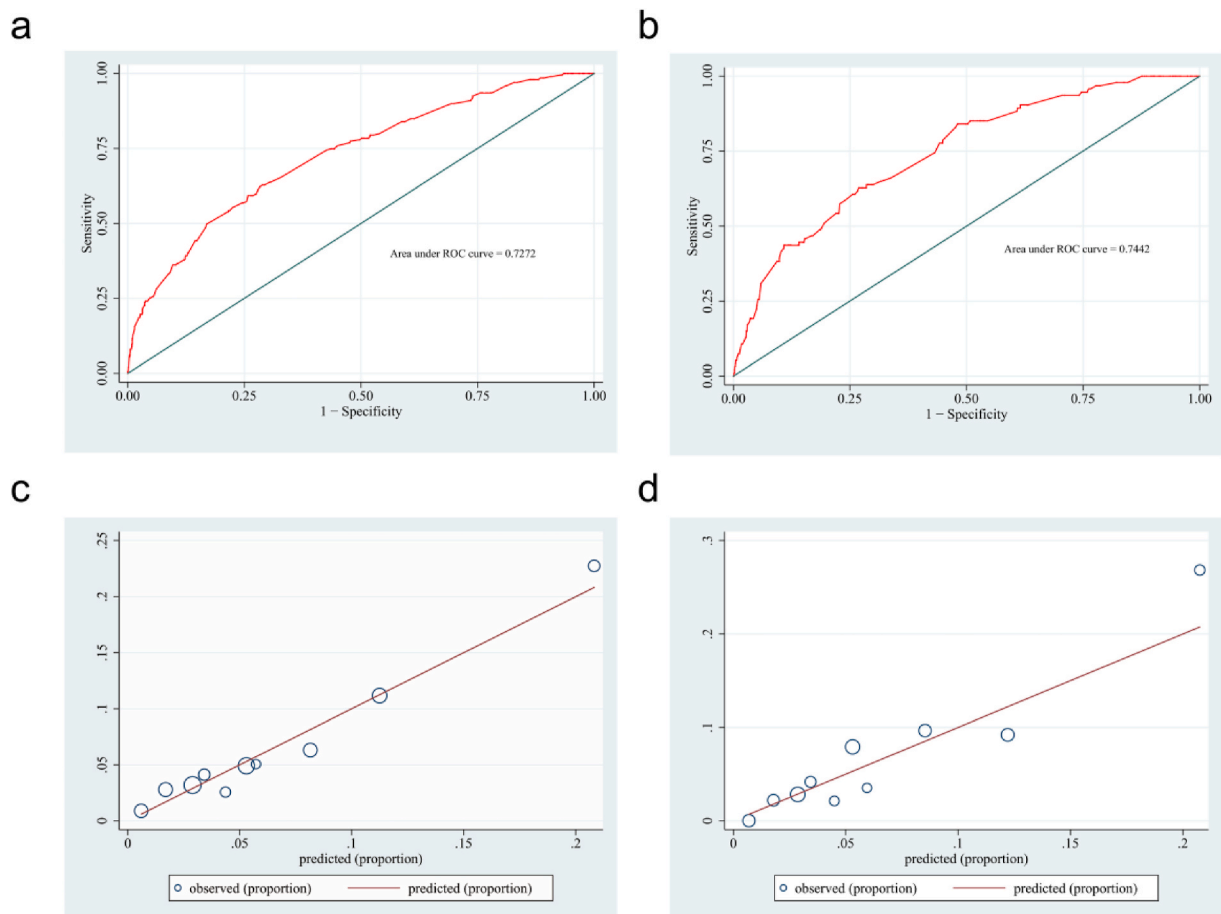 a
b
1.00
0.75
0.50
0.25
0.00
Sensitivity
Area under ROC curve = 0.7272
0.00 0.25 0.50 0.75 1.00
1 − Specificity
1.00
0.75
0.50
0.25
0.00
Sensitivity
Area under ROC curve = 0.7442
0.00 0.25 0.50 0.75 1.00
1 − Specificity
c
d
.25
.2
.15
.1
.05
0
0 .05 .1 .15 .2
predicted (proportion)
observed (proportion) predicted (proportion)
.3
.2
.1
0
0 .05 .1 .15 .2
predicted (proportion)
observed (proportion) predicted (proportion)